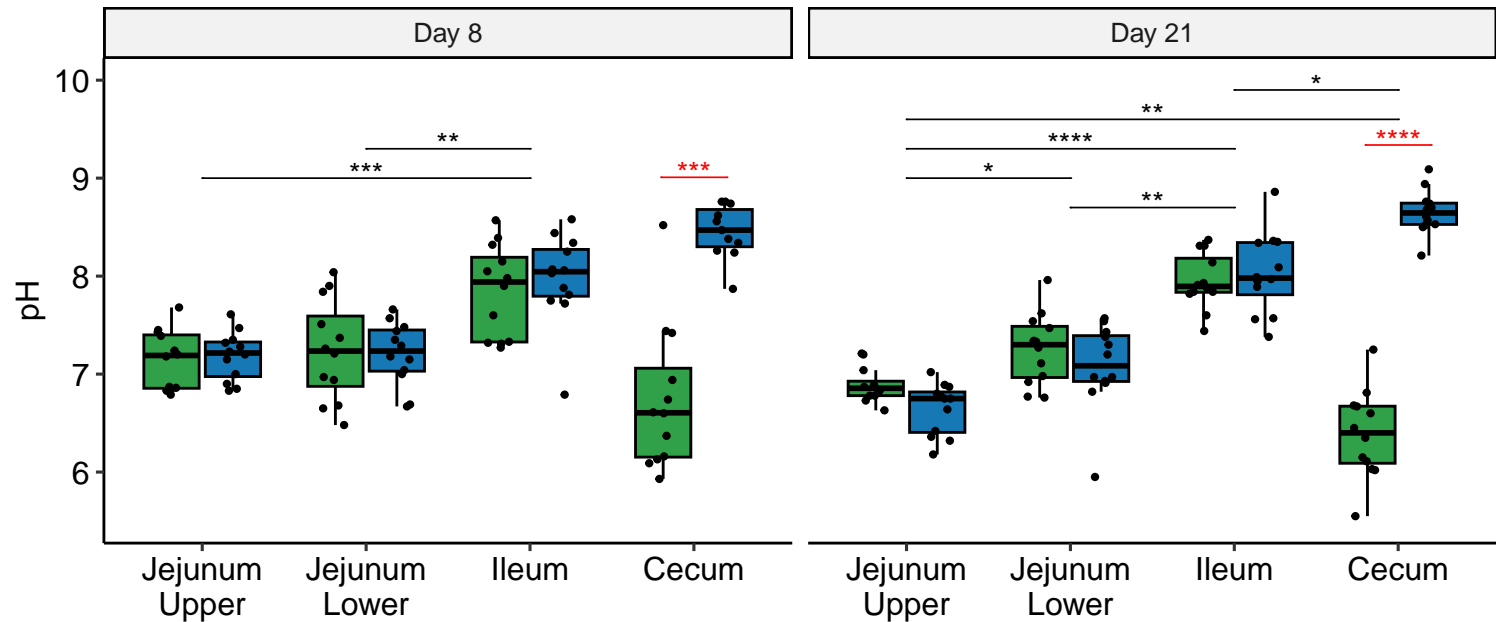 Day 8
Day 21
pH
10
9
8
7
6
**
***
***
*
**
****
****
*
**
Jejunum
Upper
Jejunum
Lower
Ileum
Cecum
Jejunum
Upper
Jejunum
Lower
Ileum
Cecum